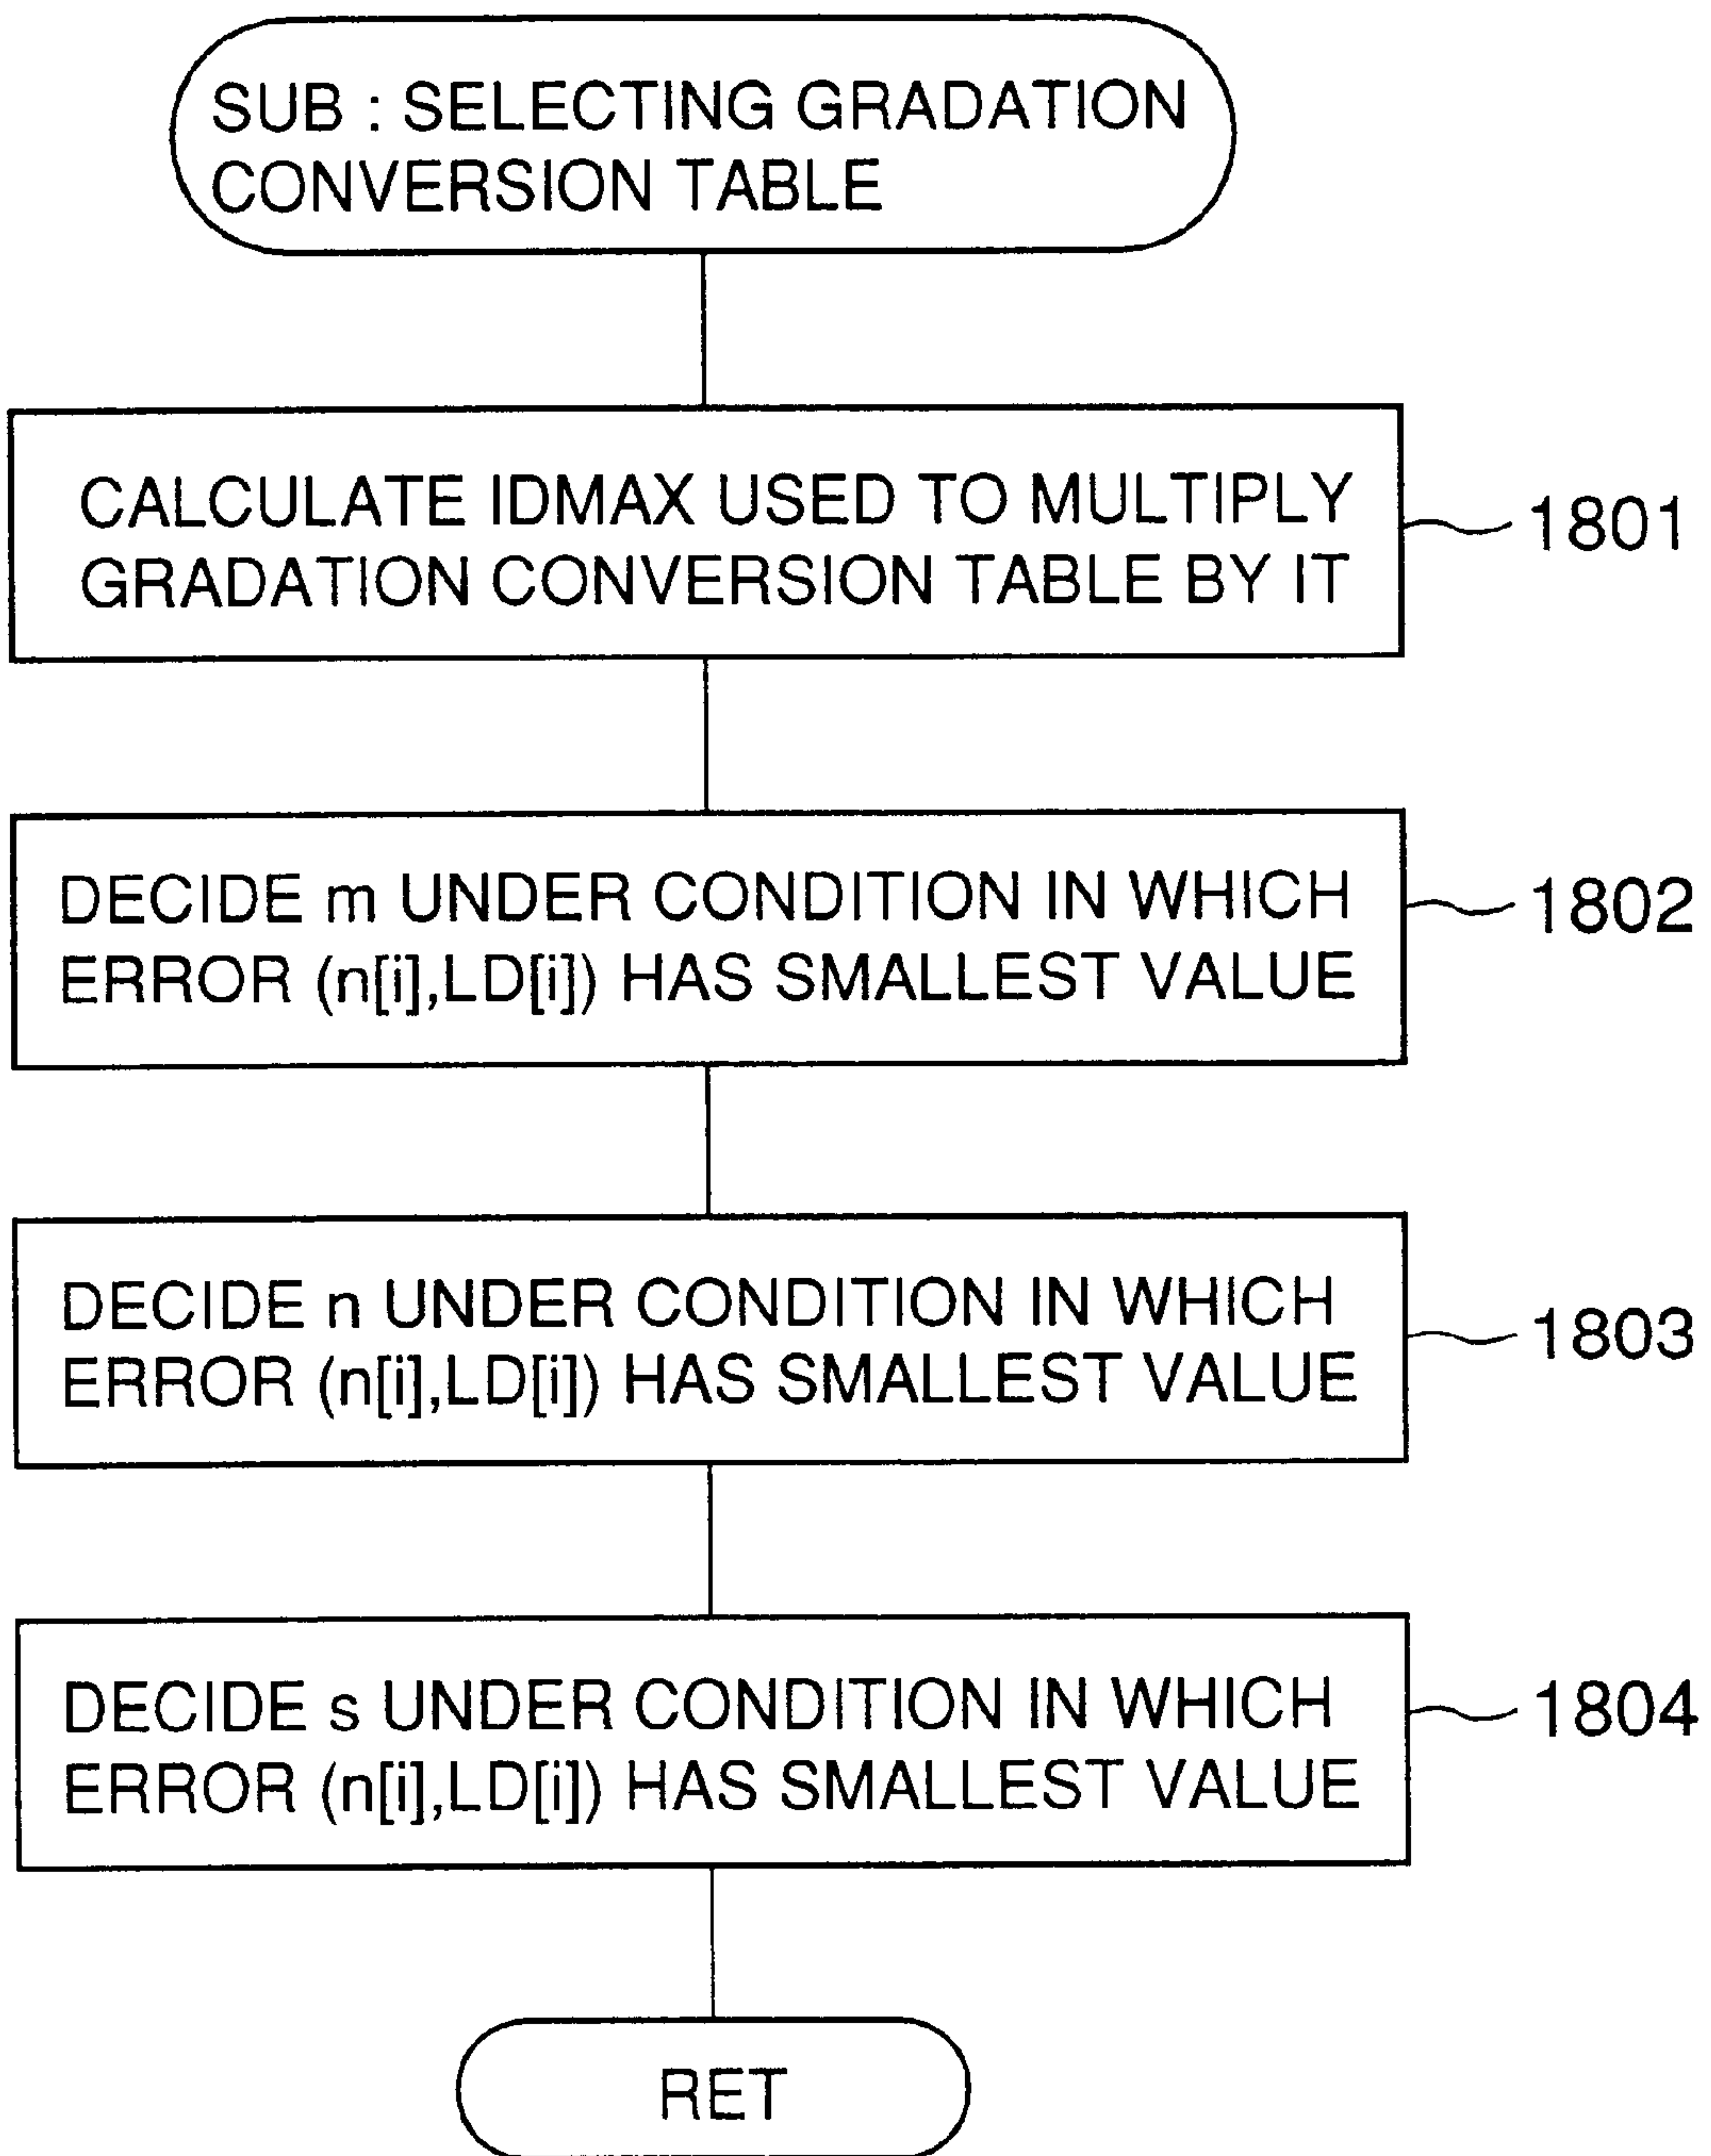 SUB : SELECTING GRADATION
CONVERSION TABLE
CALCULATE IDMAX USED TO MULTIPLY
GRADATION CONVERSION TABLE BY IT
1801
DECIDE m UNDER CONDITION IN WHICH
ERROR (n[i],LD[i]) HAS SMALLEST VALUE
1802
DECIDE n UNDER CONDITION IN WHICH
ERROR (n[i],LD[i]) HAS SMALLEST VALUE
1803
DECIDE s UNDER CONDITION IN WHICH
ERROR (n[i],LD[i]) HAS SMALLEST VALUE
1804
RET